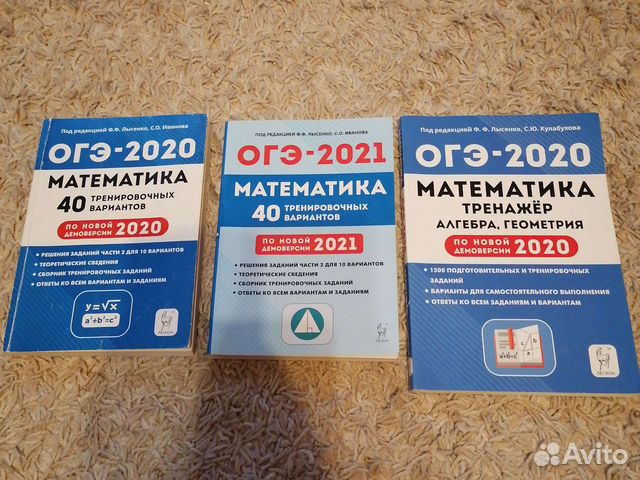 Под редакцией Ф.Ф. Лысенко, С.О. Иванова
ОГЭ-2020
МАТЕМАТИКА
40 ТРЕНИРОВОЧНЫХ
ВАРИАНТОВ
ПО НОВОЙ
ДЕМОВЕРСИИ 2020
• РЕШЕНИЯ ЗАДАНИЙ ЧАСТИ 2 ДЛЯ 10 ВАРИАНТОВ
• ТЕОРЕТИЧЕСКИЕ СВЕДЕНИЯ
• СБОРНИК ТРЕНИРОВОЧНЫХ ЗАДАНИЙ
• ОТВЕТЫ КО ВСЕМ ВАРИАНТАМ И ЗАДАНИЯМ
y=√x
a²+b²=c²
ЛЕГИОН
ПОД РЕДАКЦИЕЙ Ф.Ф. ЛЫСЕНКО, С.О. ИВАНОВА
ОГЭ-2021
МАТЕМАТИКА
40 ТРЕНИРОВОЧНЫХ
ВАРИАНТОВ
ПО НОВОЙ
ДЕМОВЕРСИИ 2021
• РЕШЕНИЯ ЗАДАНИЙ ЧАСТИ 2 ДЛЯ 10 ВАРИАНТОВ
• ТЕОРЕТИЧЕСКИЕ СВЕДЕНИЯ
• СБОРНИК ТРЕНИРОВОЧНЫХ ЗАДАНИЙ
• ОТВЕТЫ КО ВСЕМ ВАРИАНТАМ И ЗАДАНИЯМ
ЛЕГИОН
Под редакцией Ф. Ф. Лысенко, С.Ю. Кулабухова
ОГЭ-2020
МАТЕМАТИКА
ТРЕНАЖЁР
АЛГЕБРА, ГЕОМЕТРИЯ
ПО НОВОЙ
ДЕМОВЕРСИИ 2020
• 1500 ПОДГОТОВИТЕЛЬНЫХ И ТРЕНИРОВОЧНЫХ
ЗАДАНИЙ
• ВАРИАНТЫ ДЛЯ САМОСТОЯТЕЛЬНОГО ВЫПОЛНЕНИЯ
• ОТВЕТЫ КО ВСЕМ ЗАДАНИЯМ И ВАРИАНТАМ
ЛЕГИОН
Avito